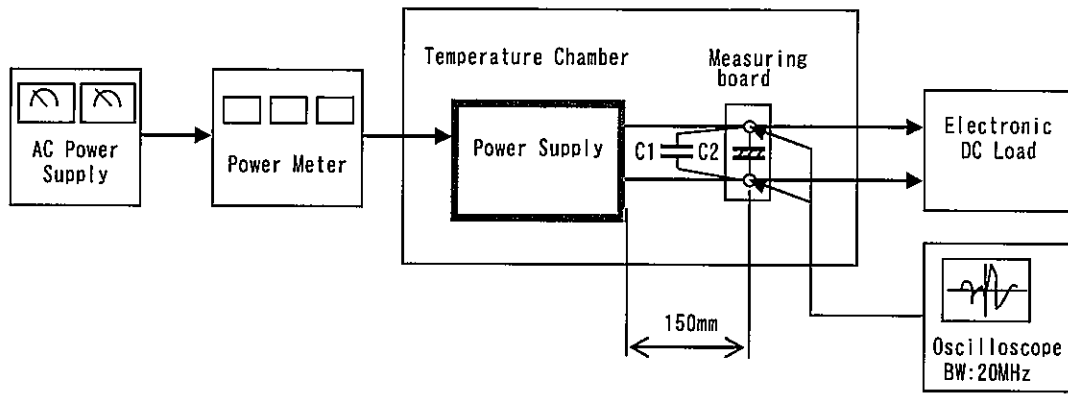 Temperature Chamber
Measuring
board
AC Power
Supply
Power Meter
Power Supply
C1
C2
Electronic
DC Load
150mm
Oscilloscope
BW:20MHz